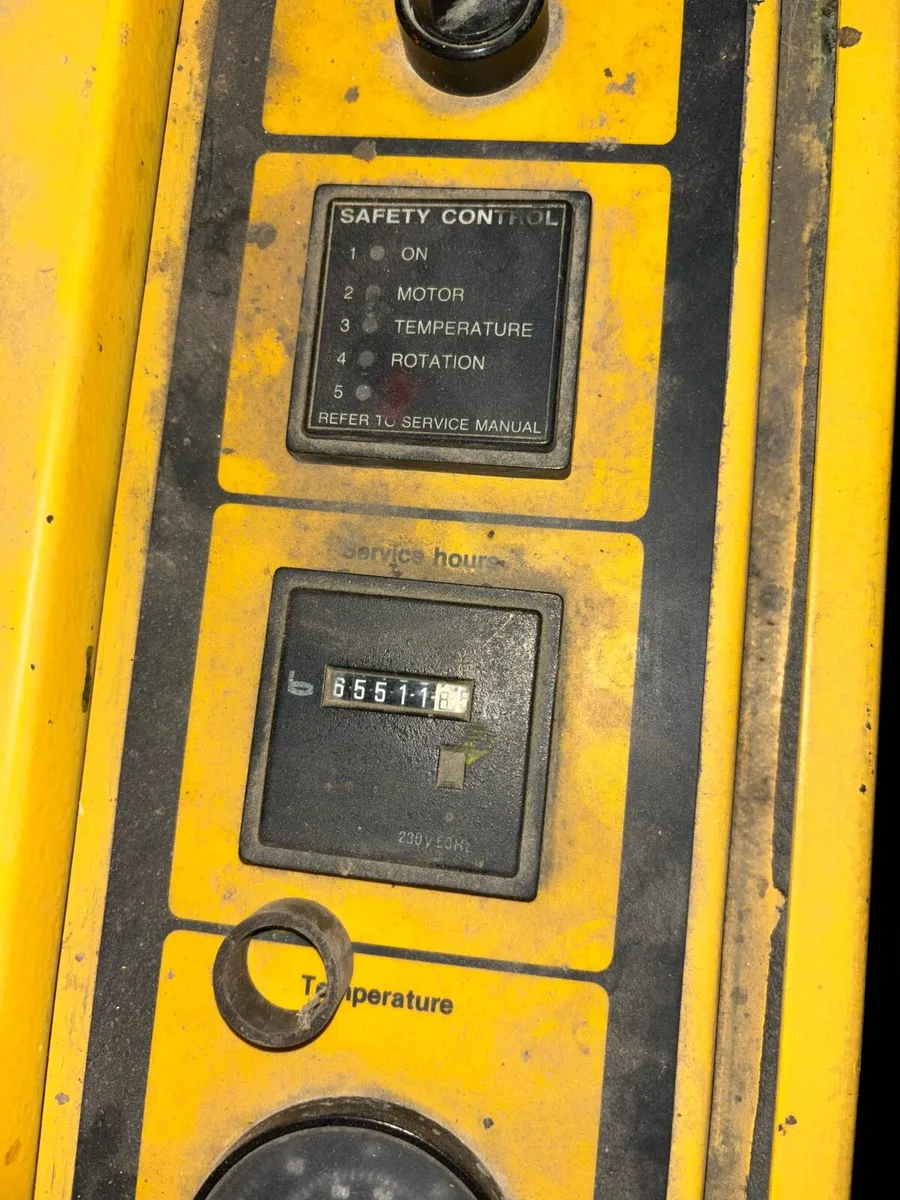 SAFETY CONTROL
1 ON
2 MOTOR
3 TEMPERATURE
4 ROTATION
5
REFER TO SERVICE MANUAL
Service hours
65511
230V 50Hz
Temperature